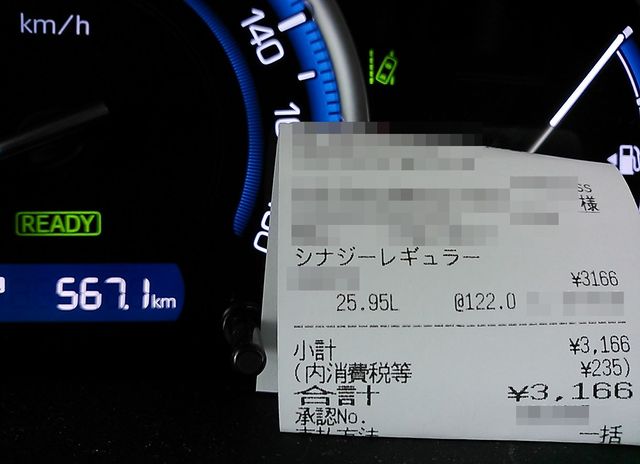 km/h
140
READY
567.1km
ss
様
シナジーレギュラー
¥3166
25.95L @122.0
小計 ¥3,166
(内消費税等 ¥235)
合計 ¥3,166
承認No.
一括